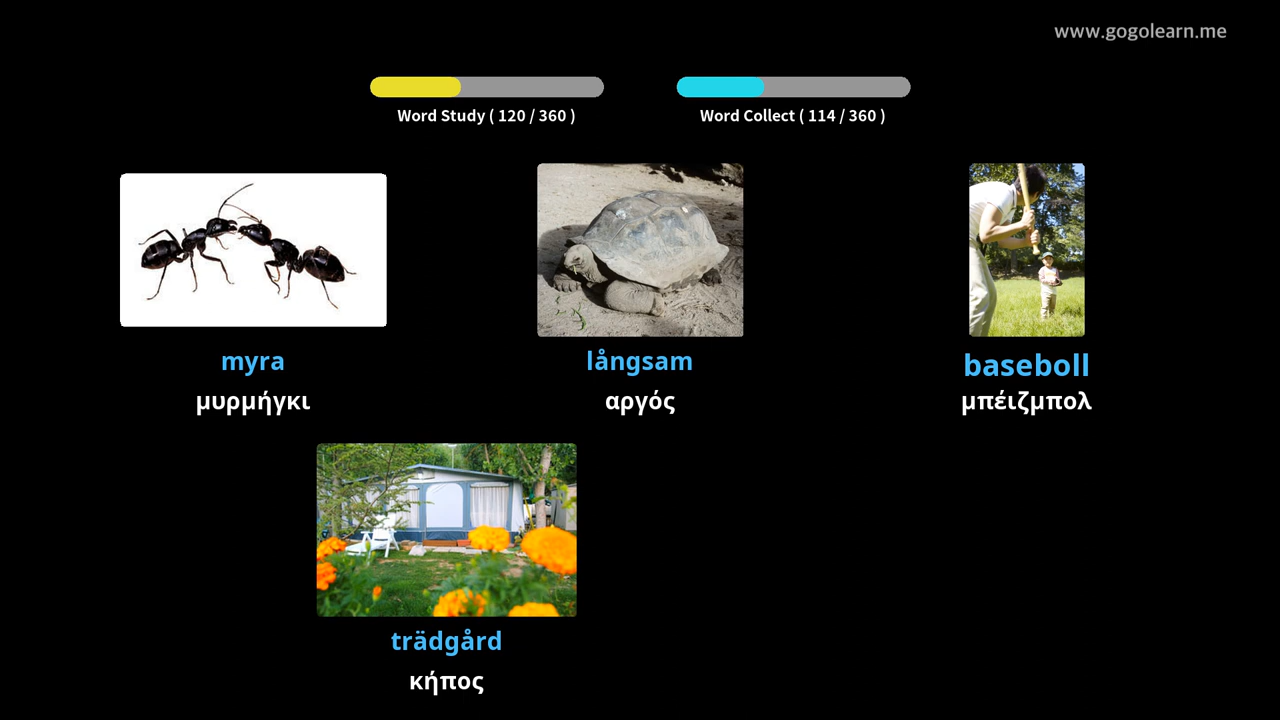 www.gogolearn.me
Word Study ( 120 / 360 )
Word Collect ( 114 / 360 )
myra
μυρμήγκι
långsam
αργός
baseboll
μπέιζμπολ
trädgård
κήπος